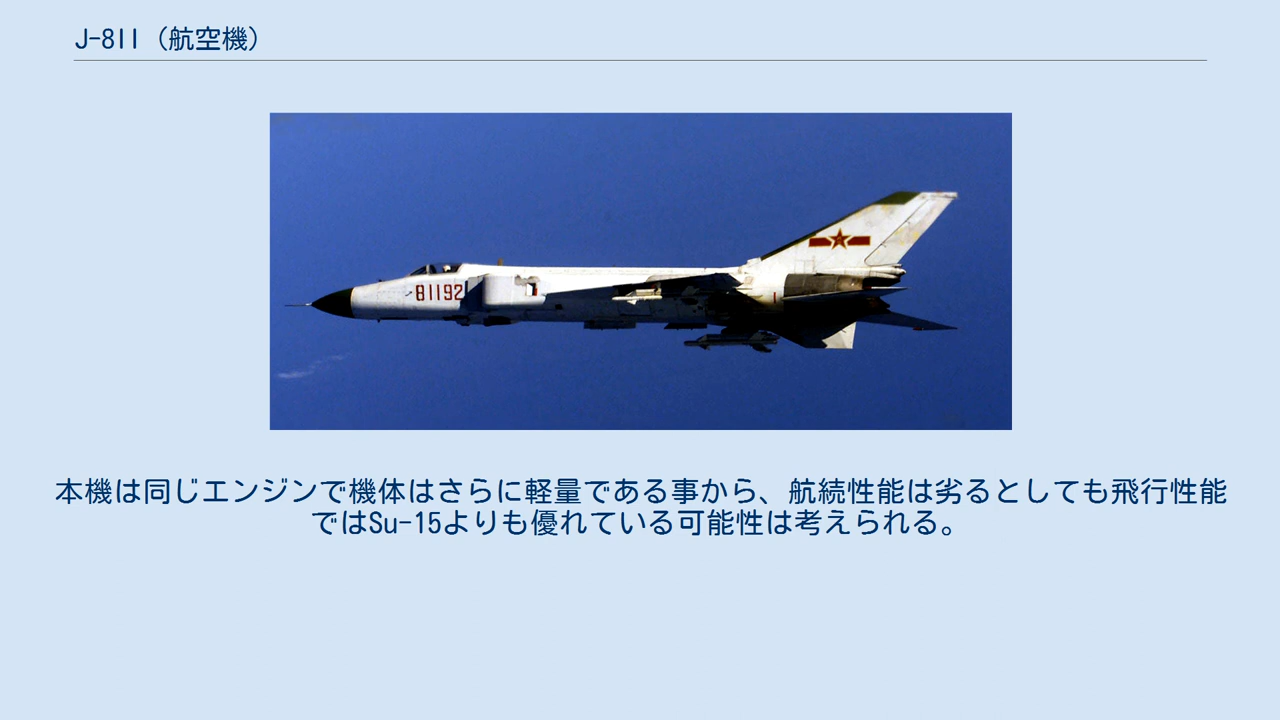 J-8II（航空機）
81192
本機は同じエンジンで機体はさらに軽量である事から、航続性能は劣るとしても飛行性能
ではSu-15よりも優れている可能性は考えられる。